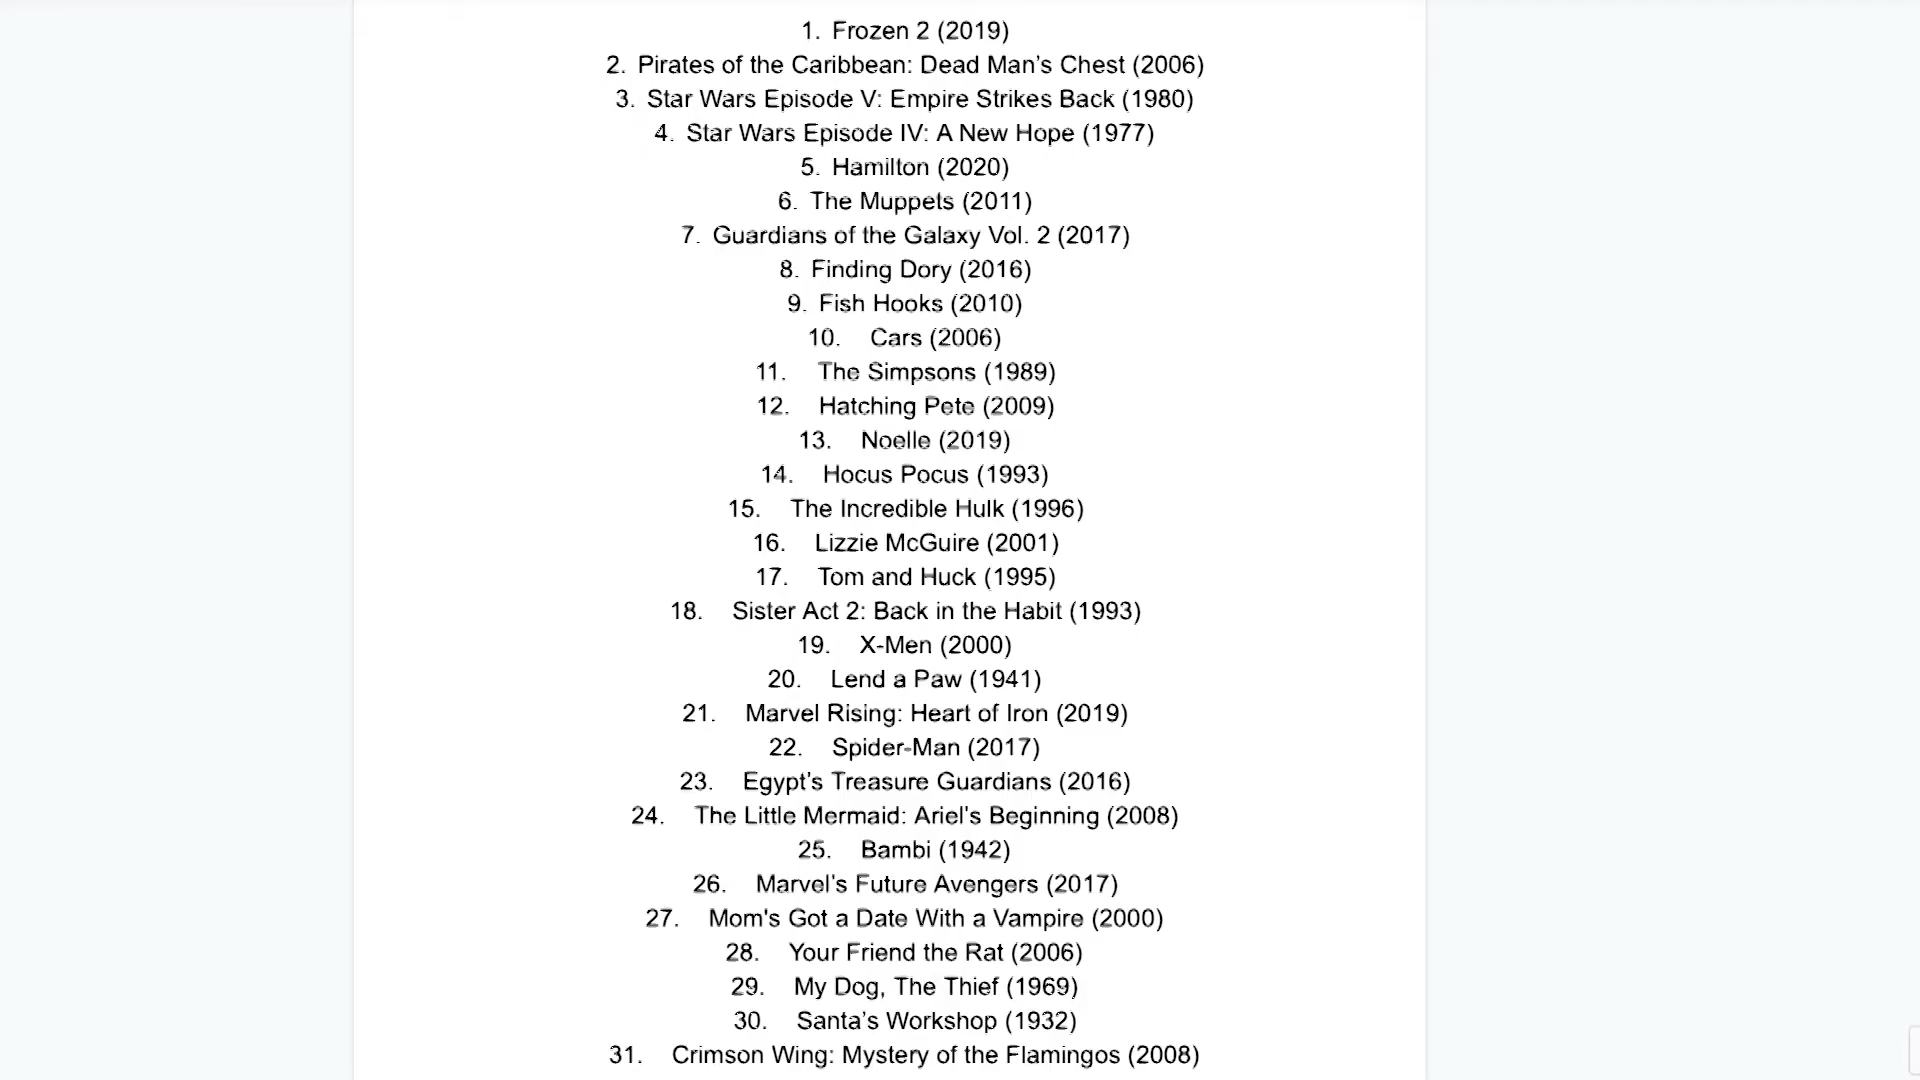 1. Frozen 2 (2019)
2. Pirates of the Caribbean: Dead Man’s Chest (2006)
3. Star Wars Episode V: Empire Strikes Back (1980)
4. Star Wars Episode IV: A New Hope (1977)
5. Hamilton (2020)
6. The Muppets (2011)
7. Guardians of the Galaxy Vol. 2 (2017)
8. Finding Dory (2016)
9. Fish Hooks (2010)
10. Cars (2006)
11. The Simpsons (1989)
12. Hatching Pete (2009)
13. Noelle (2019)
14. Hocus Pocus (1993)
15. The Incredible Hulk (1996)
16. Lizzie McGuire (2001)
17. Tom and Huck (1995)
18. Sister Act 2: Back in the Habit (1993)
19. X-Men (2000)
20. Lend a Paw (1941)
21. Marvel Rising: Heart of Iron (2019)
22. Spider-Man (2017)
23. Egypt’s Treasure Guardians (2016)
24. The Little Mermaid: Ariel's Beginning (2008)
25. Bambi (1942)
26. Marvel's Future Avengers (2017)
27. Mom's Got a Date With a Vampire (2000)
28. Your Friend the Rat (2006)
29. My Dog, The Thief (1969)
30. Santa’s Workshop (1932)
31. Crimson Wing: Mystery of the Flamingos (2008)